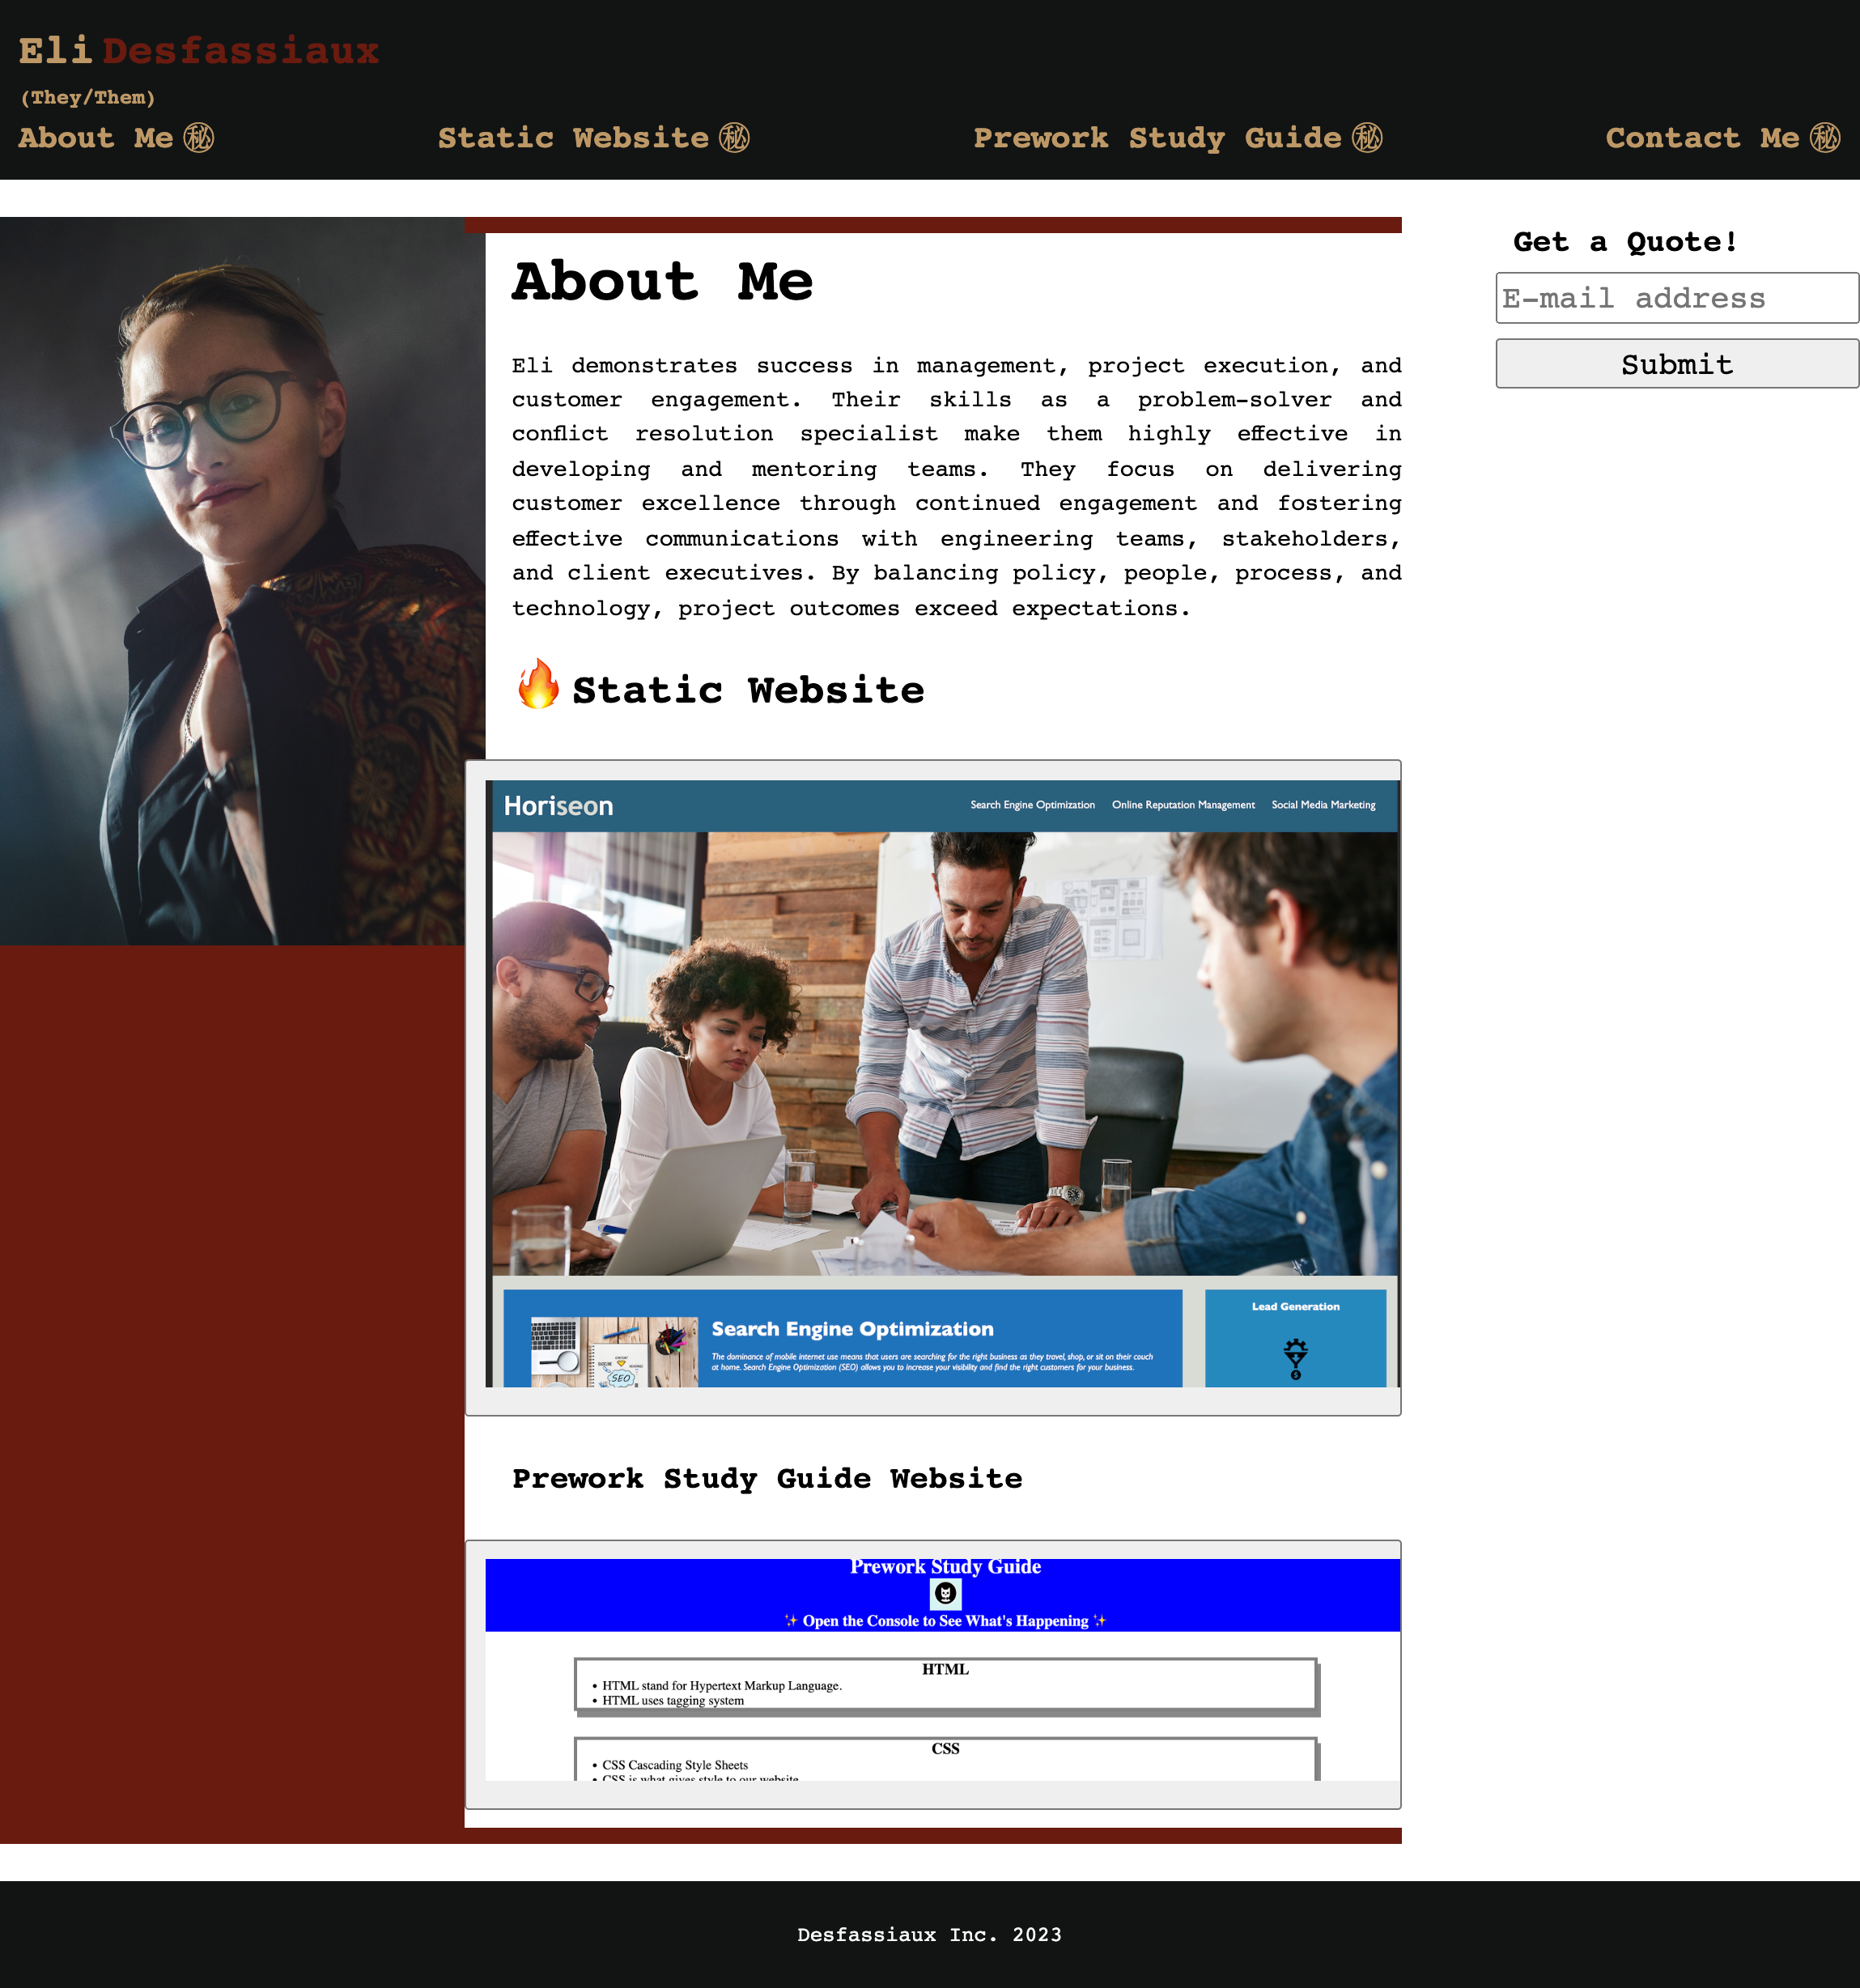 Eli Desfassiaux
(They/Them)
About Me ㊙ Static Website ㊙ Prework Study Guide ㊙ Contact Me ㊙
About Me
Eli demonstrates success in management, project execution, and
customer engagement. Their skills as a problem-solver and
conflict resolution specialist make them highly effective in
developing and mentoring teams. They focus on delivering
customer excellence through continued engagement and fostering
effective communications with engineering teams, stakeholders,
and client executives. By balancing policy, people, process, and
technology, project outcomes exceed expectations.
Get a Quote!
E-mail address
Submit
🔥 Static Website
Horiseon
Search Engine Optimization Online Reputation Management Social Media Marketing
Search Engine Optimization
The dominance of mobile internet use means that users are searching for the right business as they travel, shop, or sit on their couch
at home. Search Engine Optimization (SEO) allows you to increase your visibility and find the right customers for your business.
SEO
Lead Generation
Prework Study Guide Website
Prework Study Guide
✨ Open the Console to See What's Happening ✨
HTML
• HTML stand for Hypertext Markup Language.
• HTML uses tagging system
CSS
• CSS Cascading Style Sheets
• CSS is what gives style to our website
Desfassiaux Inc. 2023